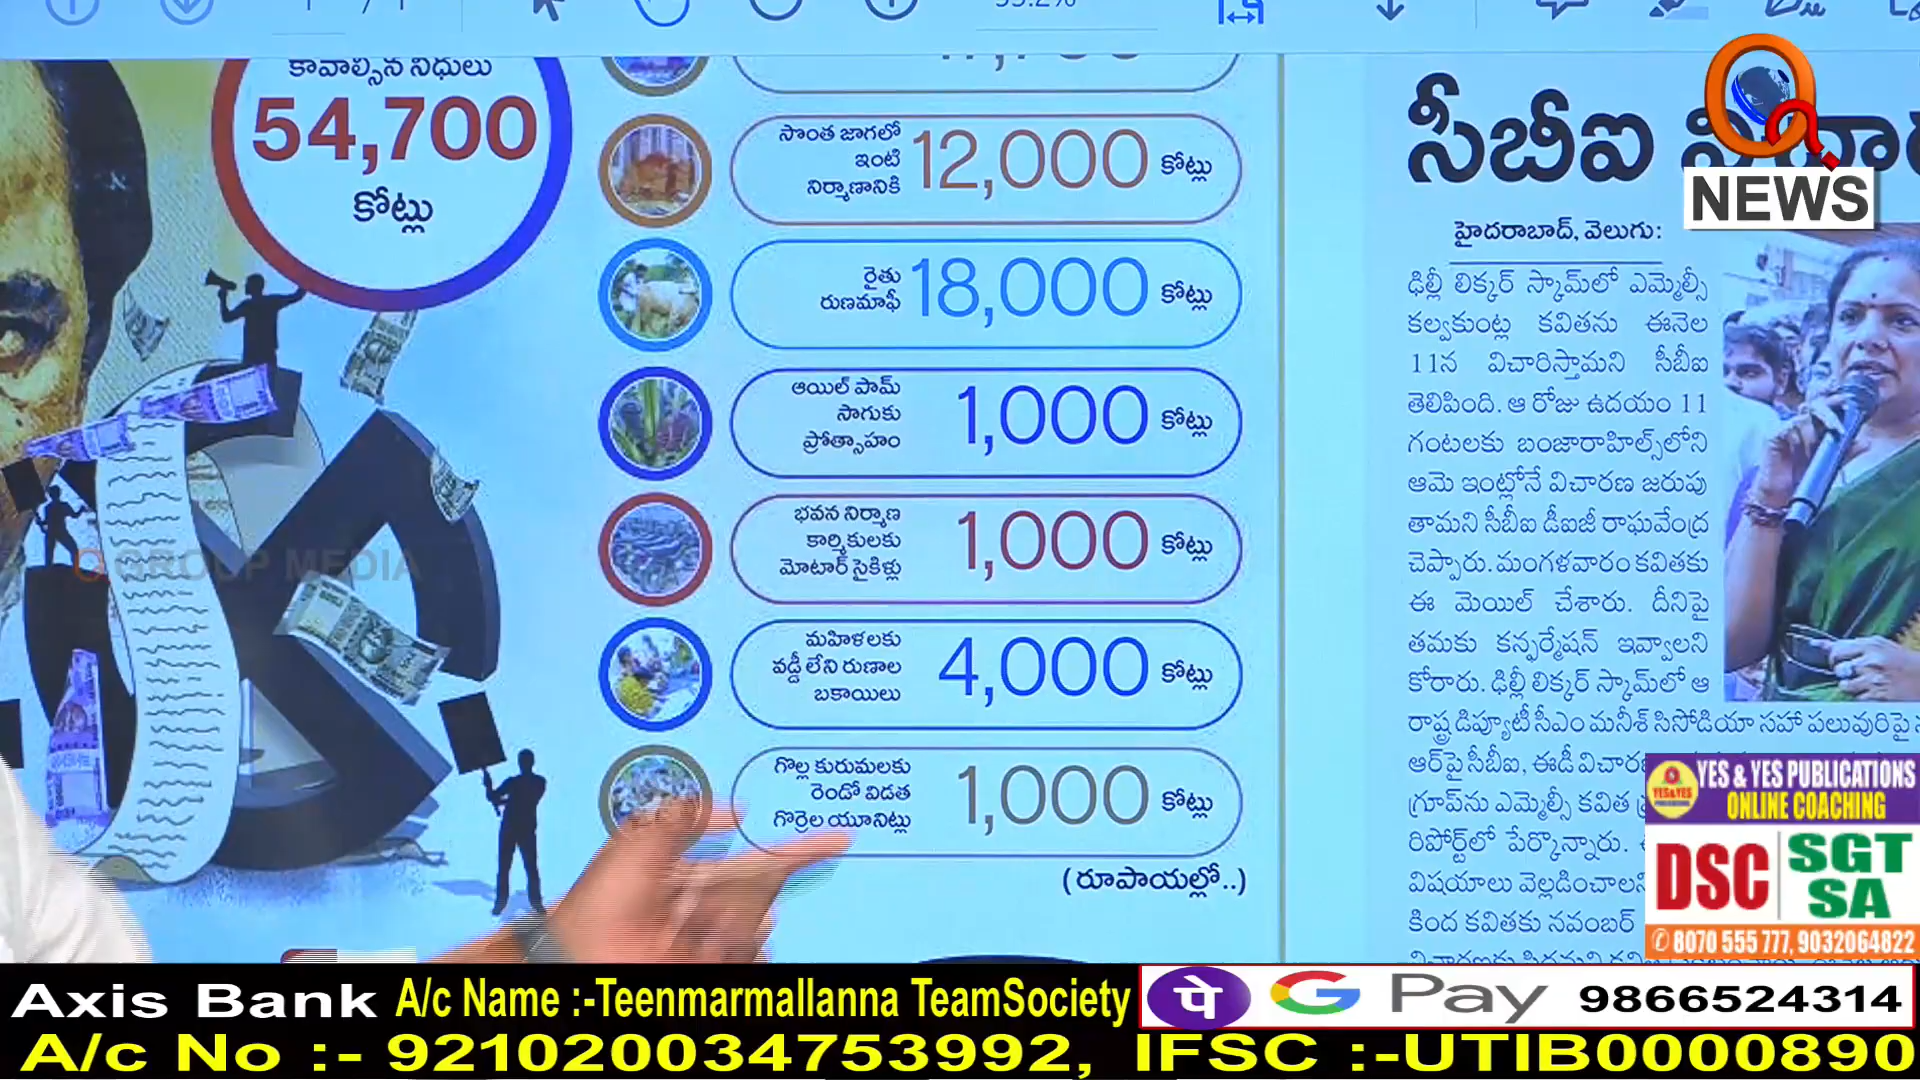 కావాల్సిన నిధులు
54,700
కోట్లు
సొంత జాగలో
ఇంటి
నిర్మాణానికి
12,000 కోట్లు
రైతు
రుణమాఫీ
18,000 కోట్లు
ఆయిల్ పామ్
సాగుకు
ప్రోత్సాహం
1,000 కోట్లు
భవన నిర్మాణ
కార్మికులకు
మోటార్ సైకిళ్లు
1,000 కోట్లు
మహిళలకు
వడ్డీ లేని రుణాల
బకాయిలు
4,000 కోట్లు
గొల్ల కురుమలకు
రెండో విడత
గొర్రెల యూనిట్లు
1,000 కోట్లు
(రూపాయల్లో..)
GROUP MEDIA
సీబీఐ
హైదరాబాద్, వెలుగు:
ఢిల్లీ లిక్కర్ స్కామ్‌లో ఎమ్మెల్సీ
కల్వకుంట్ల కవితను ఈనెల
11న విచారిస్తామని సీబీఐ
తెలిపింది. ఆ రోజు ఉదయం 11
గంటలకు బంజారాహిల్స్‌లోని
ఆమె ఇంట్లోనే విచారణ జరుపు
తామని సీబీఐ డీఐజీ రాఘవేంద్ర
చెప్పారు. మంగళవారం కవితకు
ఈ మెయిల్ చేశారు. దీనిపై
తమకు కన్ఫర్మేషన్ ఇవ్వాలని
కోరారు. ఢిల్లీ లిక్కర్ స్కామ్‌లో ఆ
రాష్ట్ర డిప్యూటీ సీఎం మనీశ్ సిసోడియా సహా పలువురిపై
ఆర్‌పై సీబీఐ, ఈడీ
గ్రూప్‌ను ఎమ్మెల్సీ కవిత
రిపోర్ట్‌లో పేర్కొన్నారు.
విషయాలు
కింద కవితకు నవంబర్
NEWS
YES & YES PUBLICATIONS
ONLINE COACHING
DSC SGT
SA
8070 555 777, 9032064822
Axis Bank A/c Name :-Teenmarmallanna TeamSociety
पे G Pay 9866524314
A/c No :- 921020034753992, IFSC :-UTIB0000890